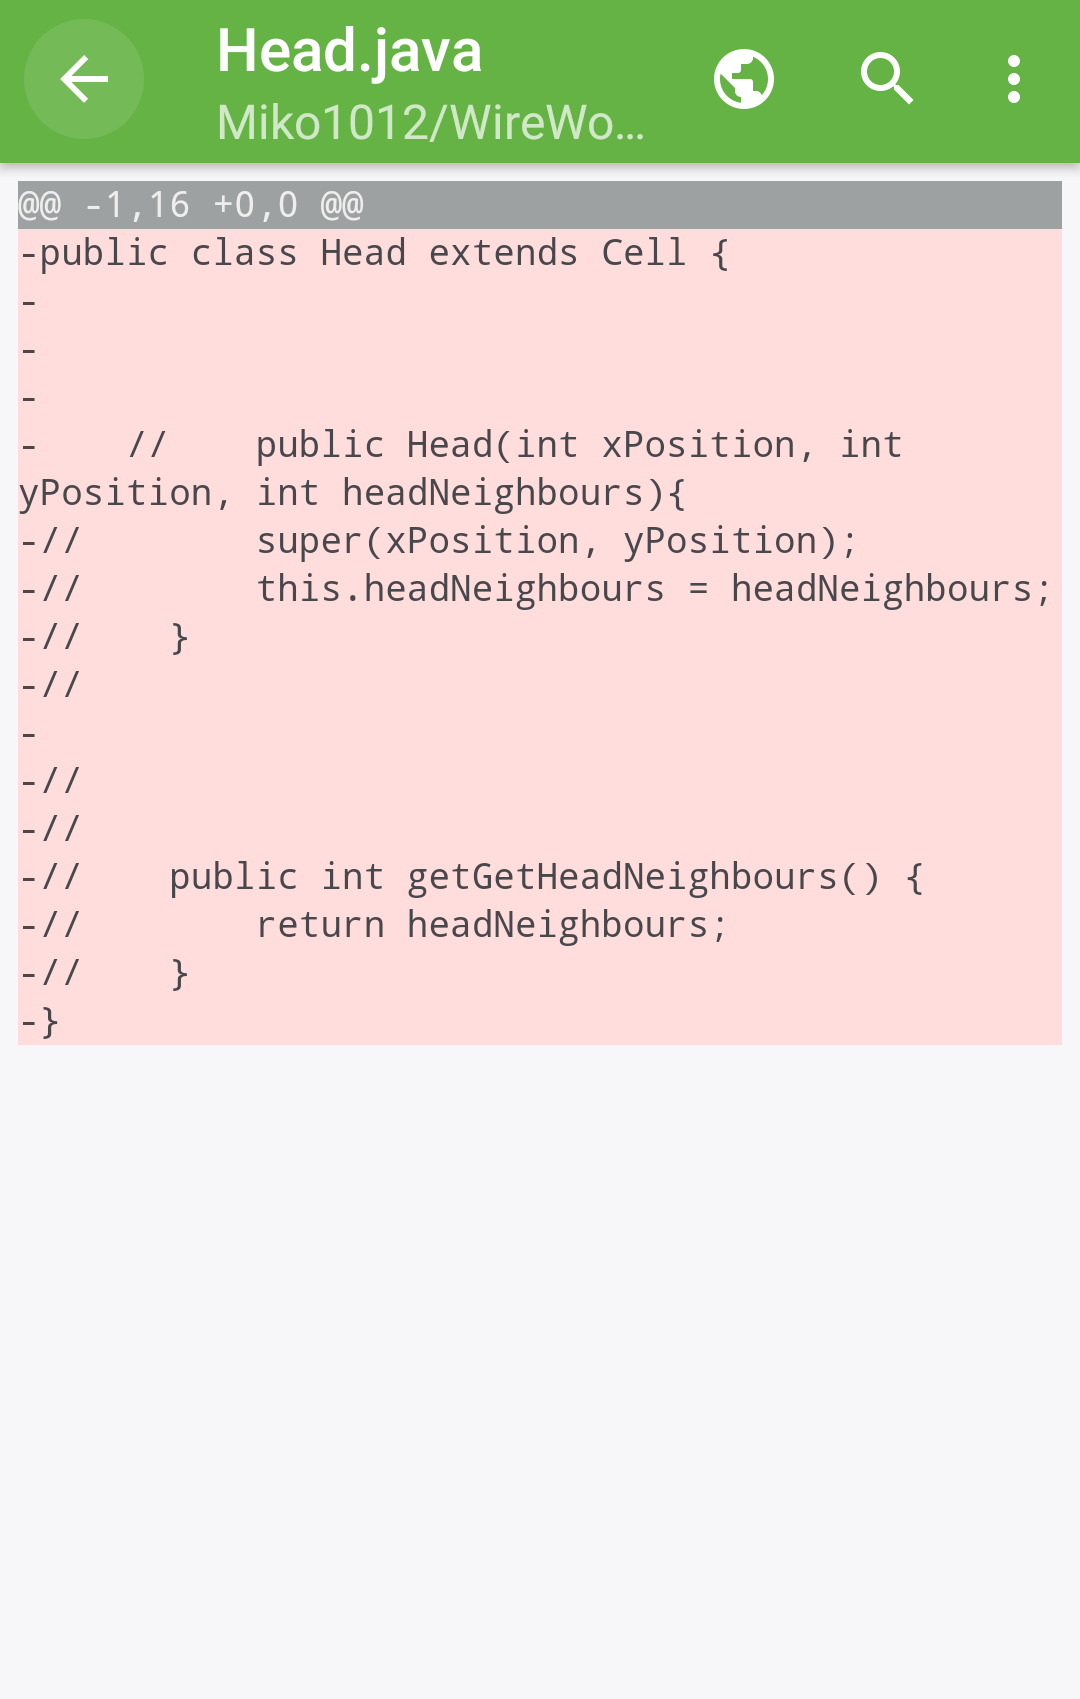 Head.java
Miko1012/WireWo…
@@ -1,16 +0,0 @@
-public class Head extends Cell {
-
-
-
-    //    public Head(int xPosition, int
yPosition, int headNeighbours){
-//        super(xPosition, yPosition);
-//        this.headNeighbours = headNeighbours;
-//    }
-//
-
-//
-//
-//    public int getGetHeadNeighbours() {
-//        return headNeighbours;
-//    }
-}